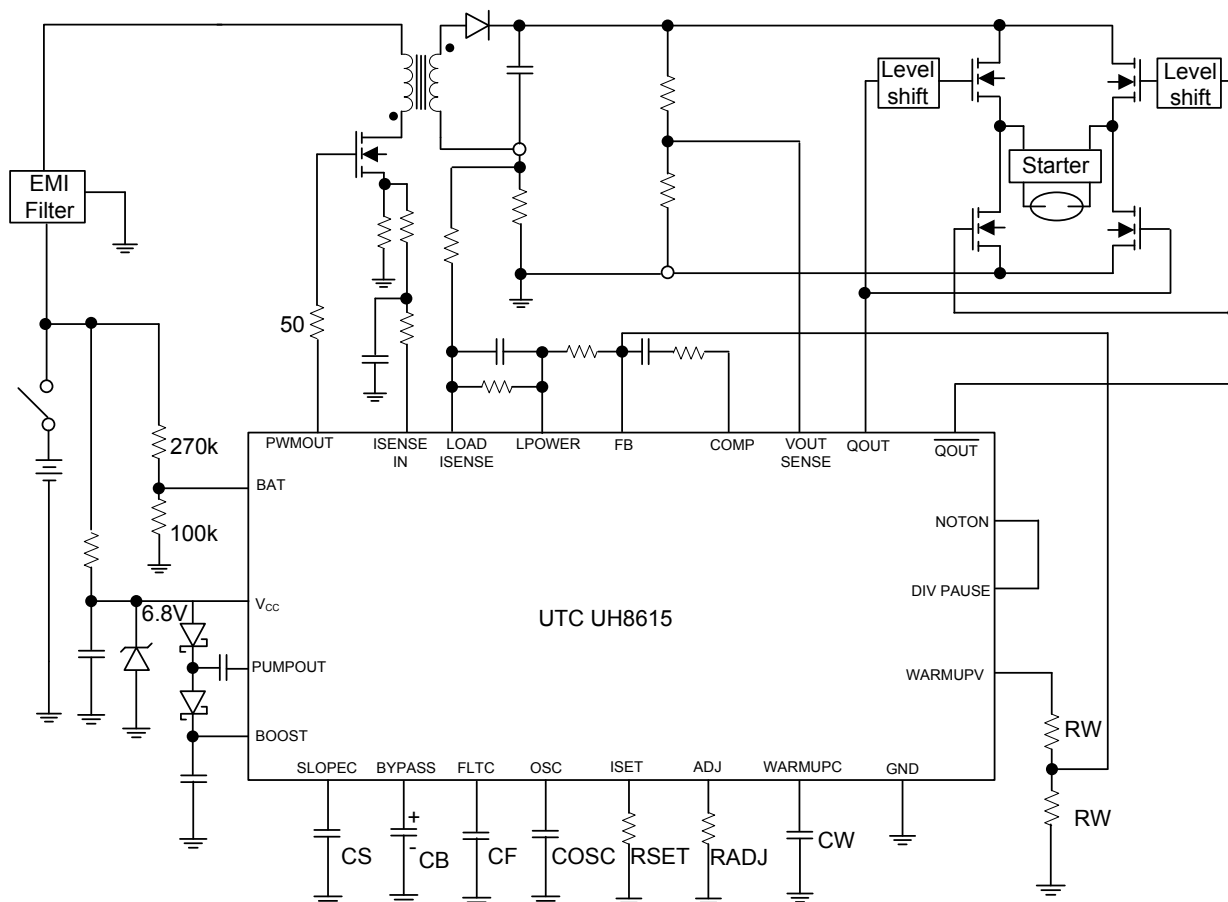 Level
shift
Level
shift
Starter
EMI
Filter
50
270k
100k
6.8V
PWMOUT
ISENSE
IN
LOAD
ISENSE
LPOWER
FB
COMP
VOUT
SENSE
QOUT
QOUT
BAT
NOTON
DIV PAUSE
VCC
UTC UH8615
PUMPOUT
WARMUPV
BOOST
RW
RW
SLOPEC
BYPASS
FLTC
OSC
ISET
ADJ
WARMUPC
GND
+
-
CS
CB
CF
COSC
RSET
RADJ
CW